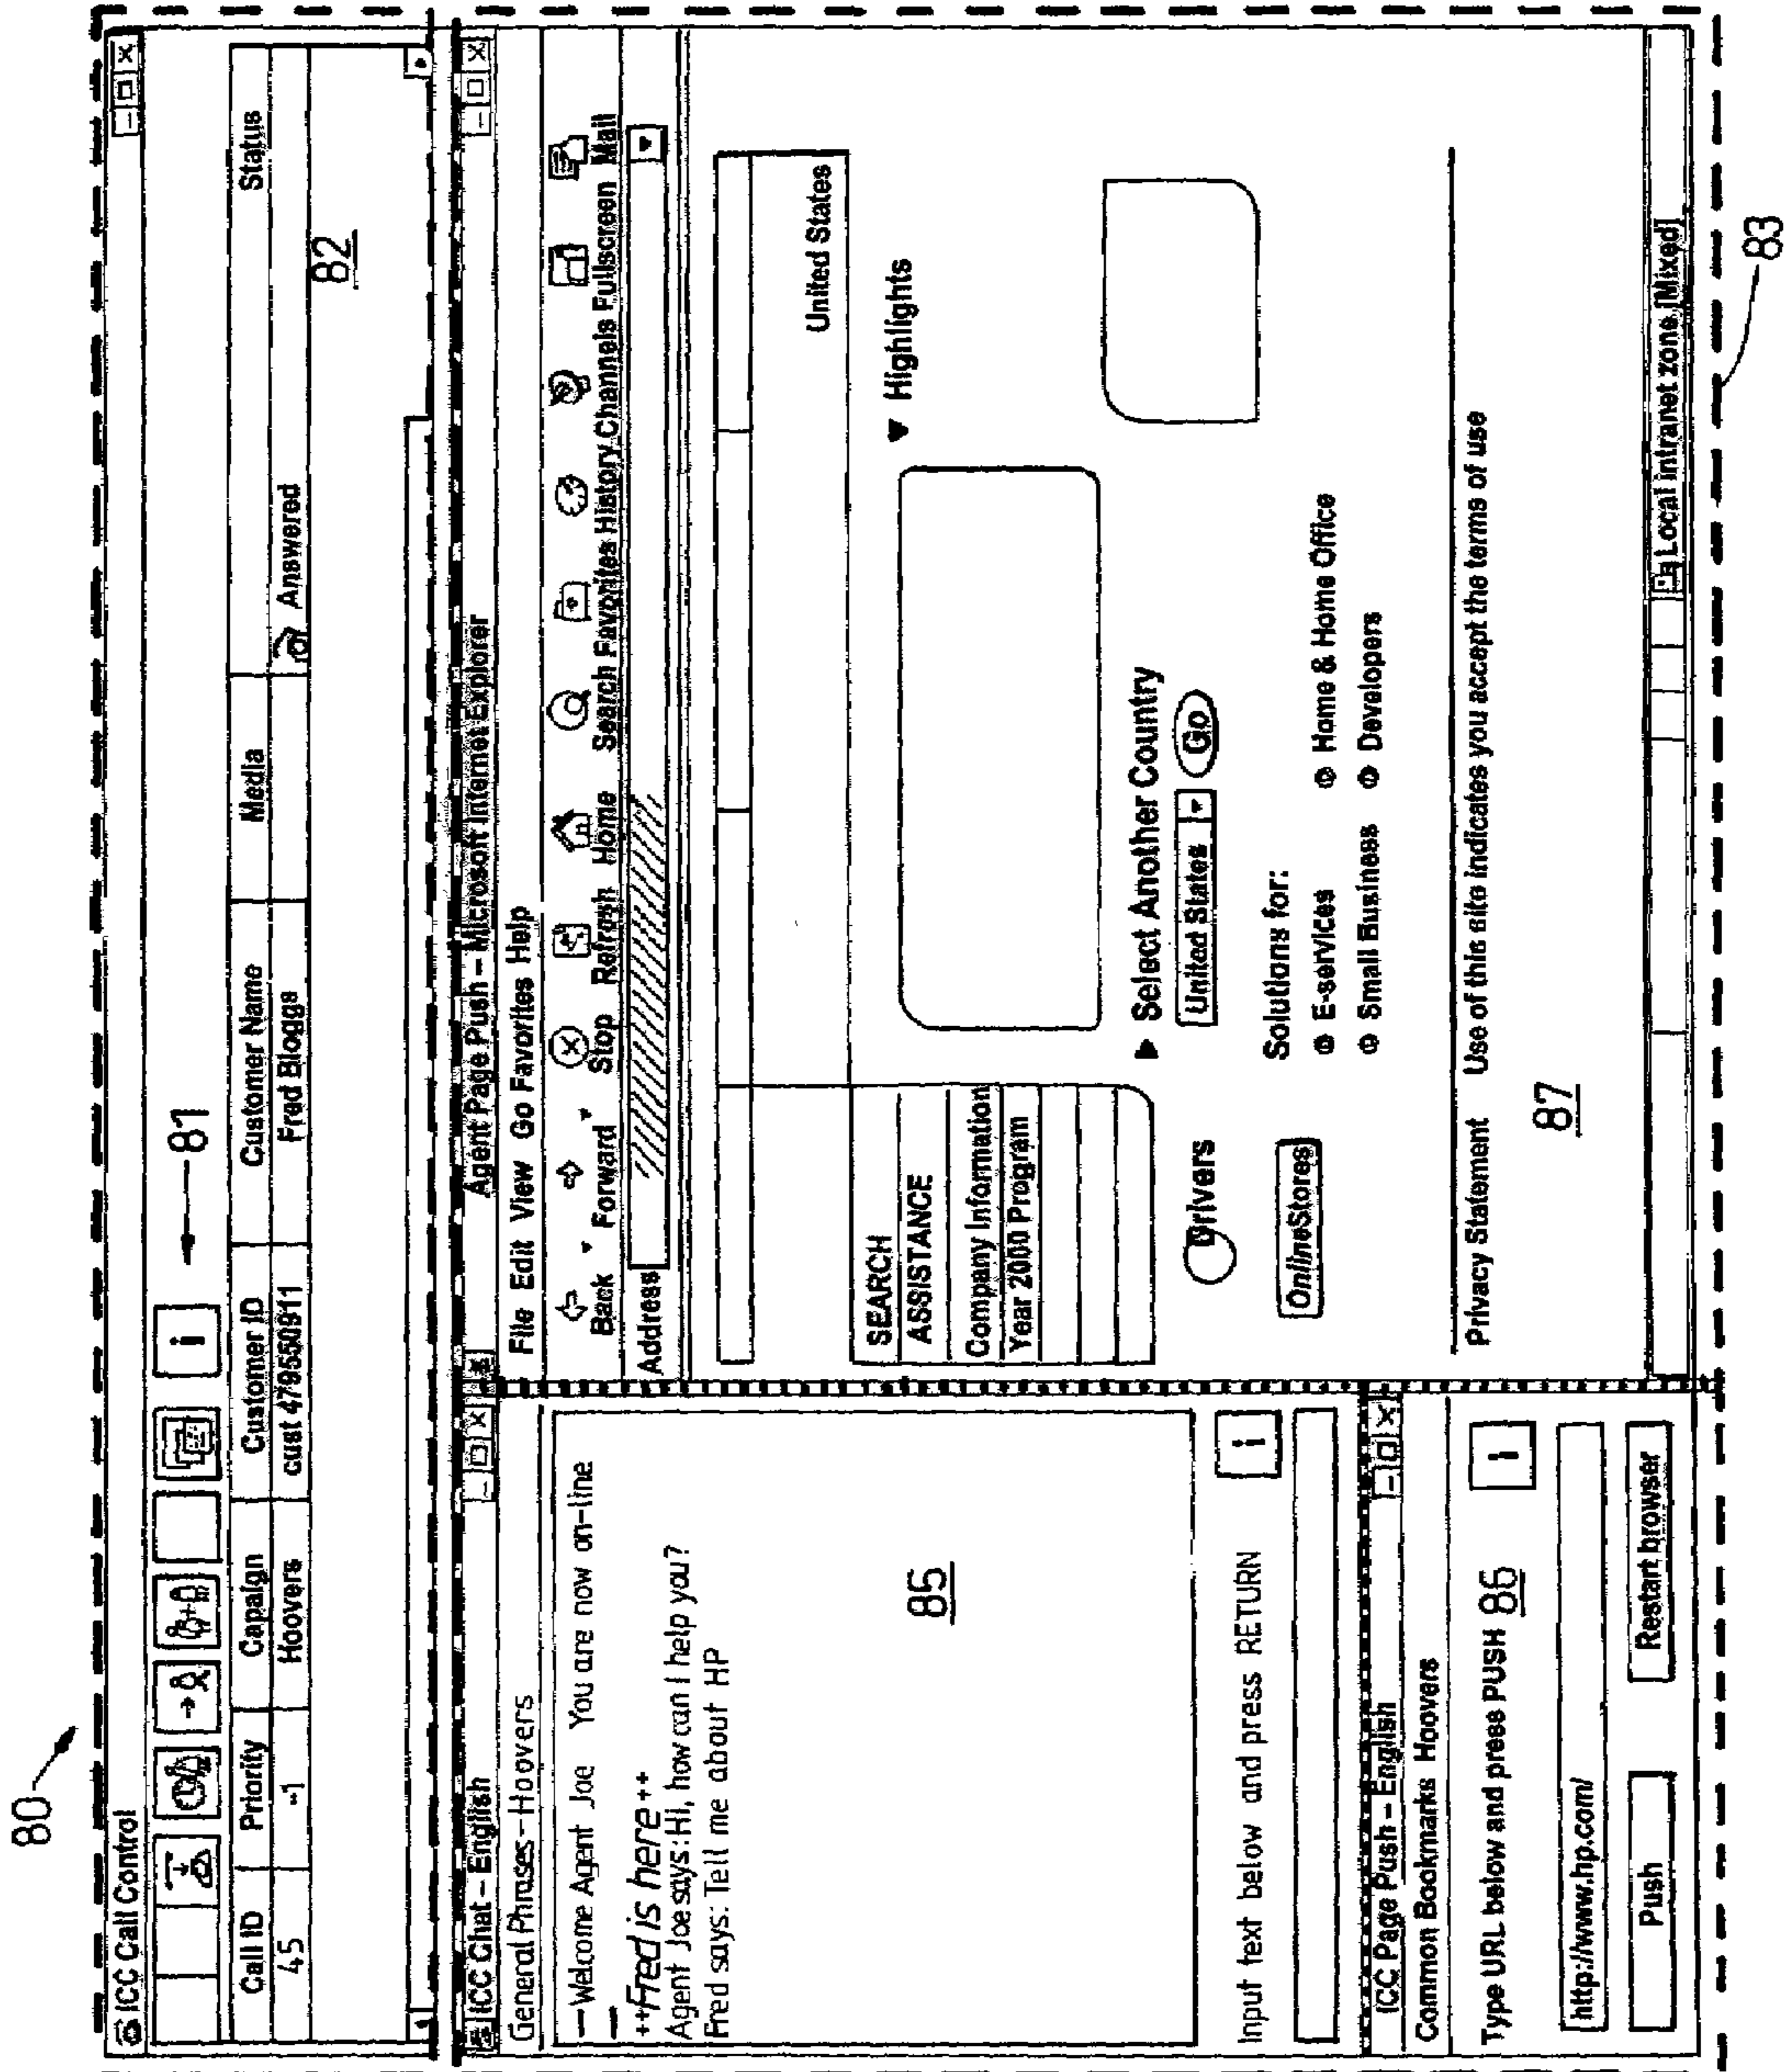 80
ICC Call Control
81
i
Call ID Priority Capaign Customer ID Customer Name Media Status
45 -1 Hoovers cust 479550911 Fred Bloggs Answered
82
ICC Chat - English
General Phrases - Hoovers
—Welcome Agent Joe You are now on-line
—
++Fred is here++
Agent Joe says: Hi, how can I help you?
Fred says: Tell me about HP
85
Input text below and press RETURN
i
ICC Page Push - English
Common Bookmarks Hoovers
Type URL below and press PUSH
86
i
http://www.hp.com/
Push
Restart browser
Agent Page Push - Microsoft Internet Explorer
File Edit View Go Favorites Help
Back Forward Stop Refresh Home Search Favorites History Channels Fullscreen Mail
Address
United States
SEARCH
ASSISTANCE
Company Information
Year 2000 Program
Highlights
Drivers
OnlineStores
Select Another Country
United States Go
Solutions for:
E-services Home & Home Office
Small Business Developers
Privacy Statement Use of this site indicates you accept the terms of use
87
Local intranet zone [Mixed]
83